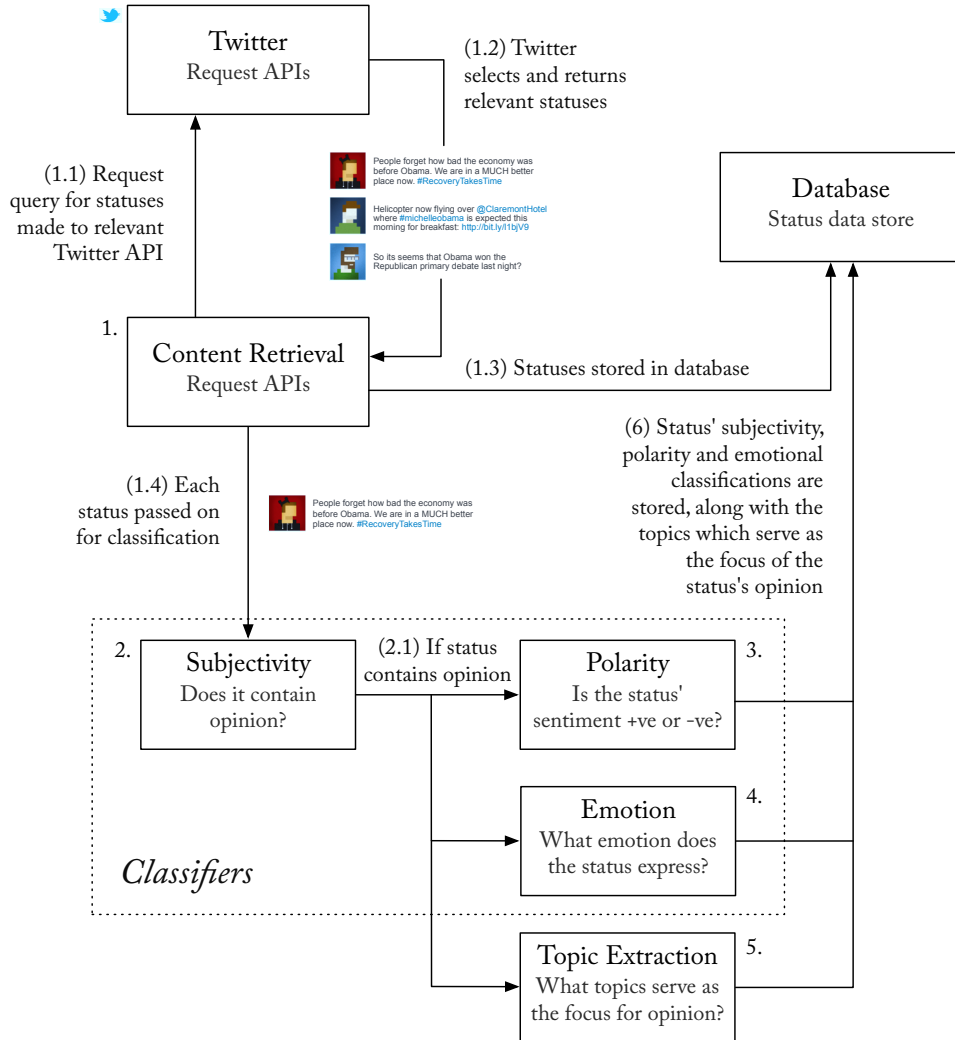 Twitter
Request APIs
(1.2) Twitter
selects and returns
relevant statuses
(1.1) Request
query for statuses
made to relevant
Twitter API
People forget how bad the economy was
before Obama. We are in a MUCH better
place now. #RecoveryTakesTime
Helicopter now flying over @ClaremontHotel
where #michelleobama is expected this
morning for breakfast: http://bit.ly/l1bjV9
So its seems that Obama won the
Republican primary debate last night?
Database
Status data store
1.
Content Retrieval
Request APIs
(1.3) Statuses stored in database
(1.4) Each
status passed on
for classification
People forget how bad the economy was
before Obama. We are in a MUCH better
place now. #RecoveryTakesTime
(6) Status' subjectivity,
polarity and emotional
classifications are
stored, along with the
topics which serve as
the focus of the
status's opinion
2.
Subjectivity
Does it contain
opinion?
(2.1) If status
contains opinion
3.
Polarity
Is the status'
sentiment +ve or -ve?
4.
Emotion
What emotion does
the status express?
Classifiers
5.
Topic Extraction
What topics serve as
the focus for opinion?